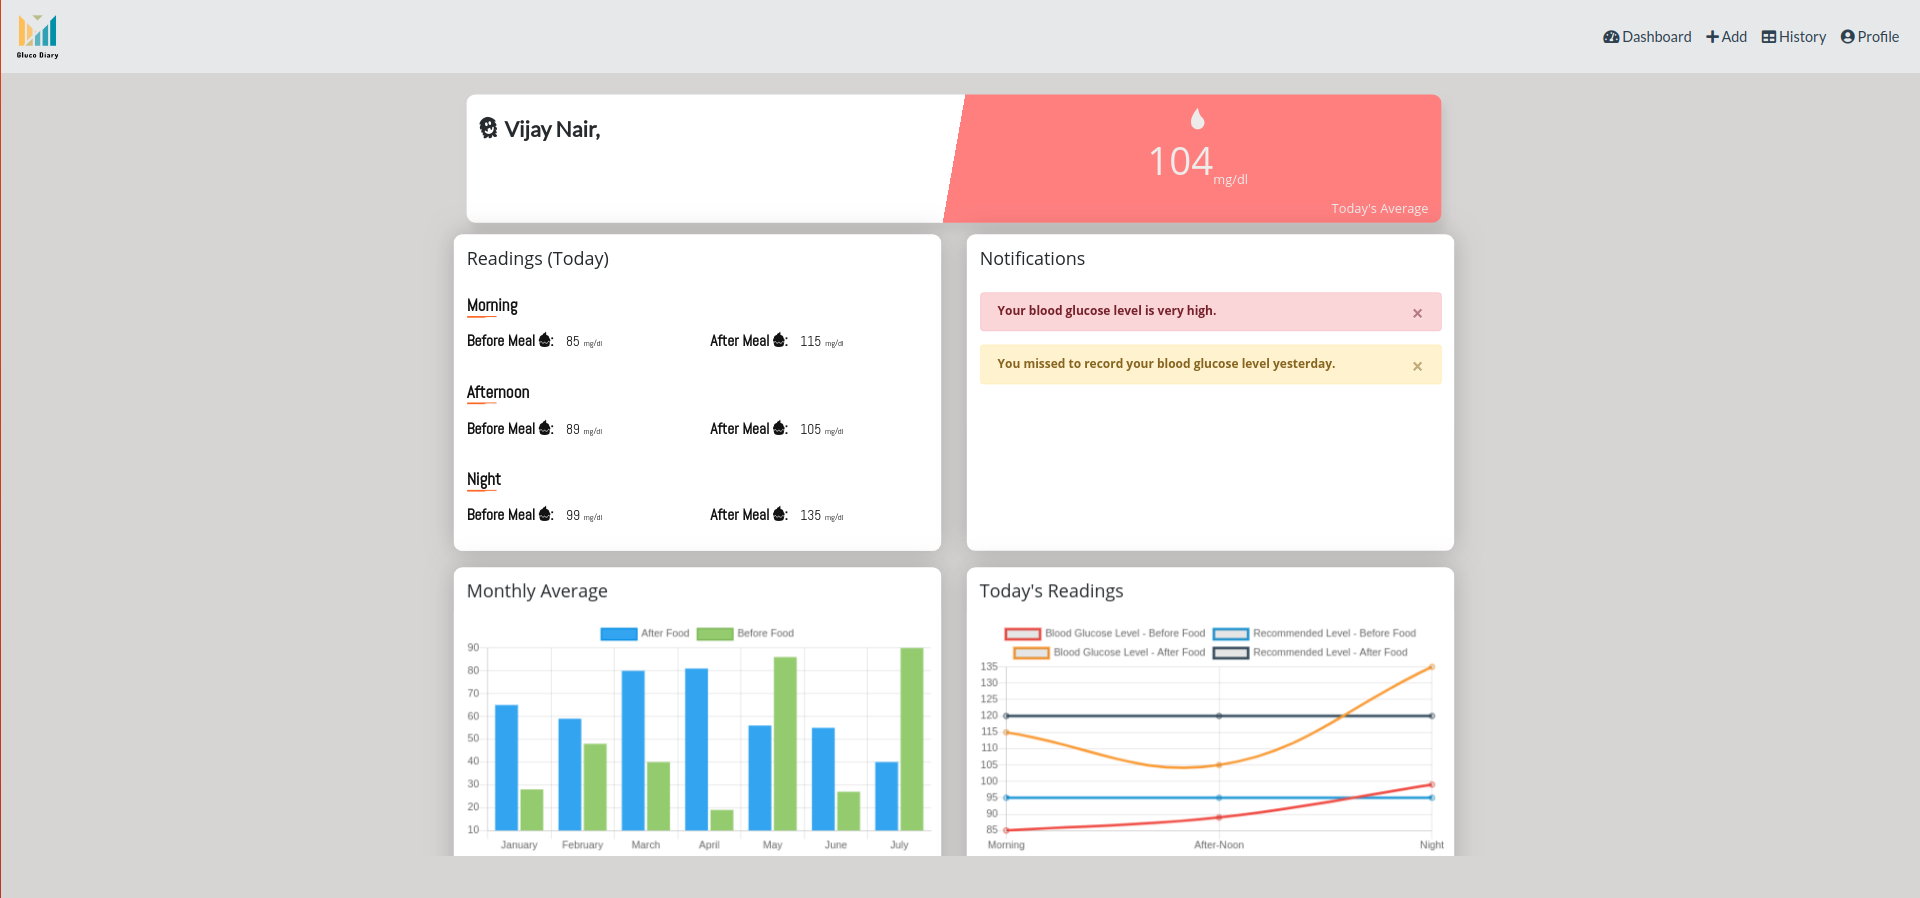 Gluco Diary
Dashboard Add History Profile
Vijay Nair,
104 mg/dl
Today's Average
Readings (Today)
Morning
Before Meal : 85 mg/dl After Meal : 115 mg/dl
Afternoon
Before Meal : 89 mg/dl After Meal : 105 mg/dl
Night
Before Meal : 99 mg/dl After Meal : 135 mg/dl
Notifications
Your blood glucose level is very high. ×
You missed to record your blood glucose level yesterday. ×
Monthly Average
After Food Before Food
90
80
70
60
50
40
30
20
10
January February March April May June July
Today's Readings
Blood Glucose Level - Before Food Recommended Level - Before Food
Blood Glucose Level - After Food Recommended Level - After Food
135
130
125
120
115
110
105
100
95
90
85
Morning After-Noon Night